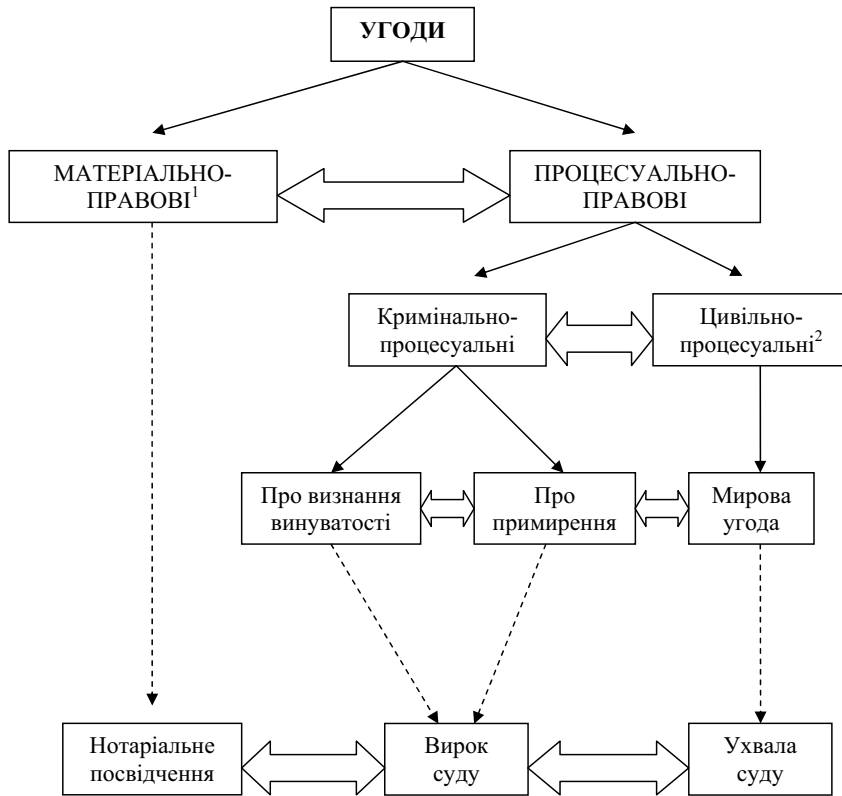 УГОДИ
МАТЕРІАЛЬНО-
ПРАВОВІ¹
ПРОЦЕСУАЛЬНО-
ПРАВОВІ
Кримінально-
процесуальні
Цивільно-
процесуальні²
Про визнання
винуватості
Про
примирення
Мирова
угода
Нотаріальне
посвідчення
Вирок
суду
Ухвала
суду